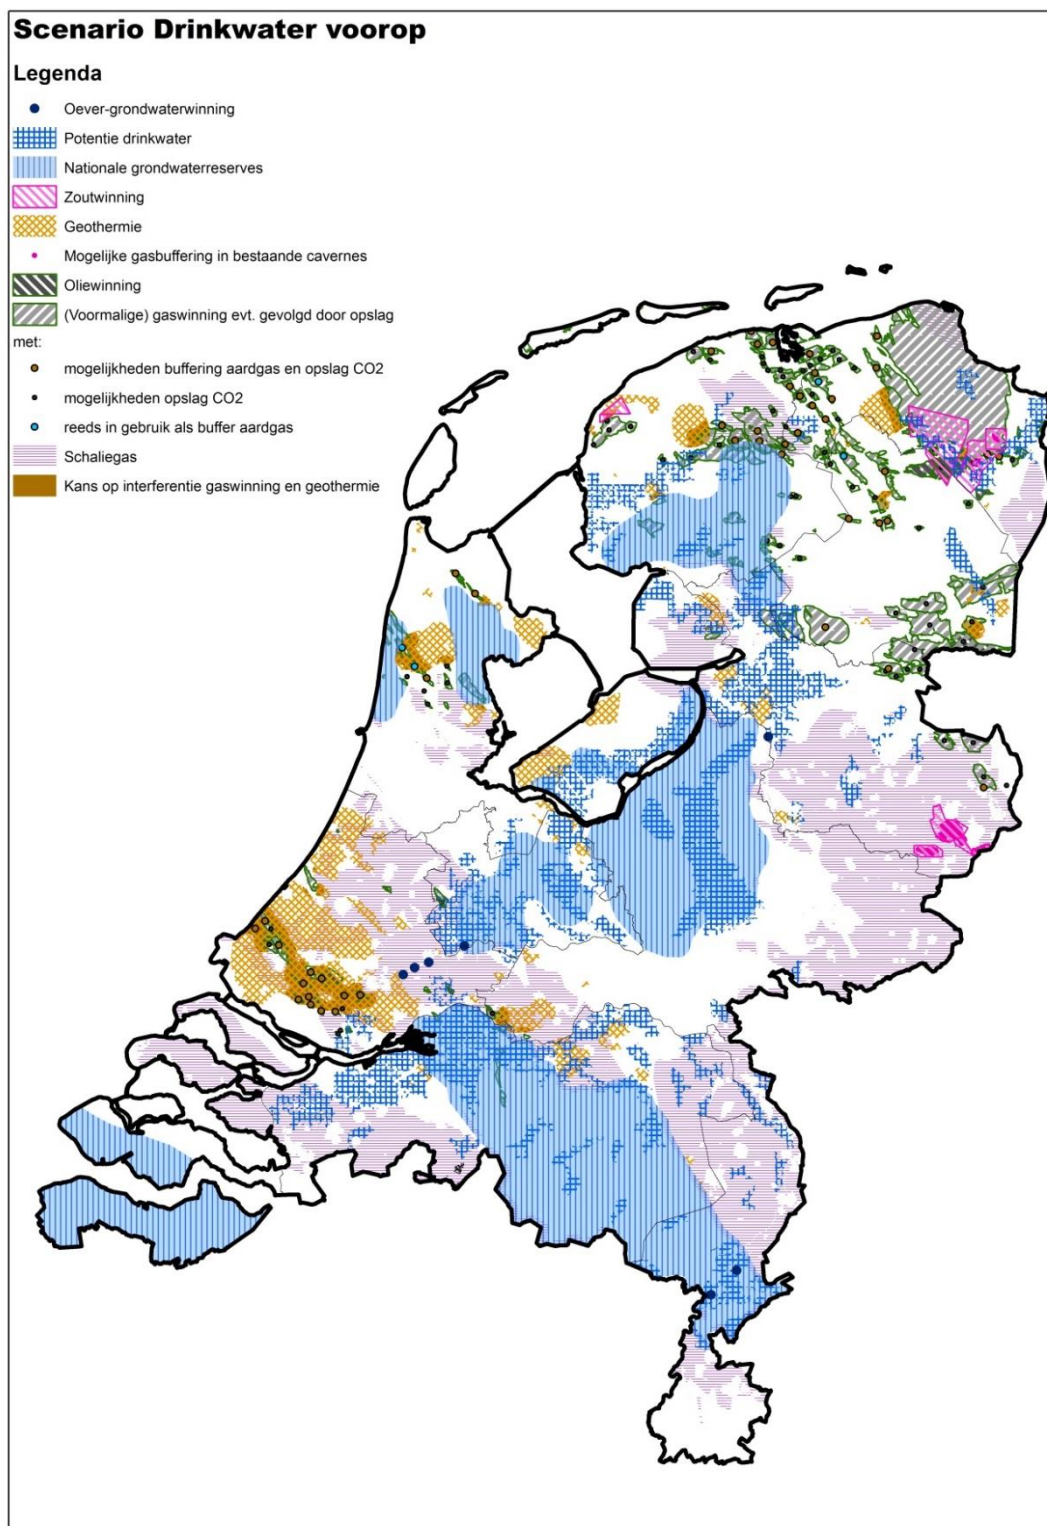 Scenario Drinkwater voorop
Legenda
Oever-grondwaterwinning
Potentie drinkwater
Nationale grondwaterreserves
Zoutwinning
Geothermie
Mogelijke gasbuffering in bestaande cavernes
Oliewinning
(Voormalige) gaswinning evt. gevolgd door opslag
met:
mogelijkheden buffering aardgas en opslag CO2
mogelijkheden opslag CO2
reeds in gebruik als buffer aardgas
Schaliegas
Kans op interferentie gaswinning en geothermie